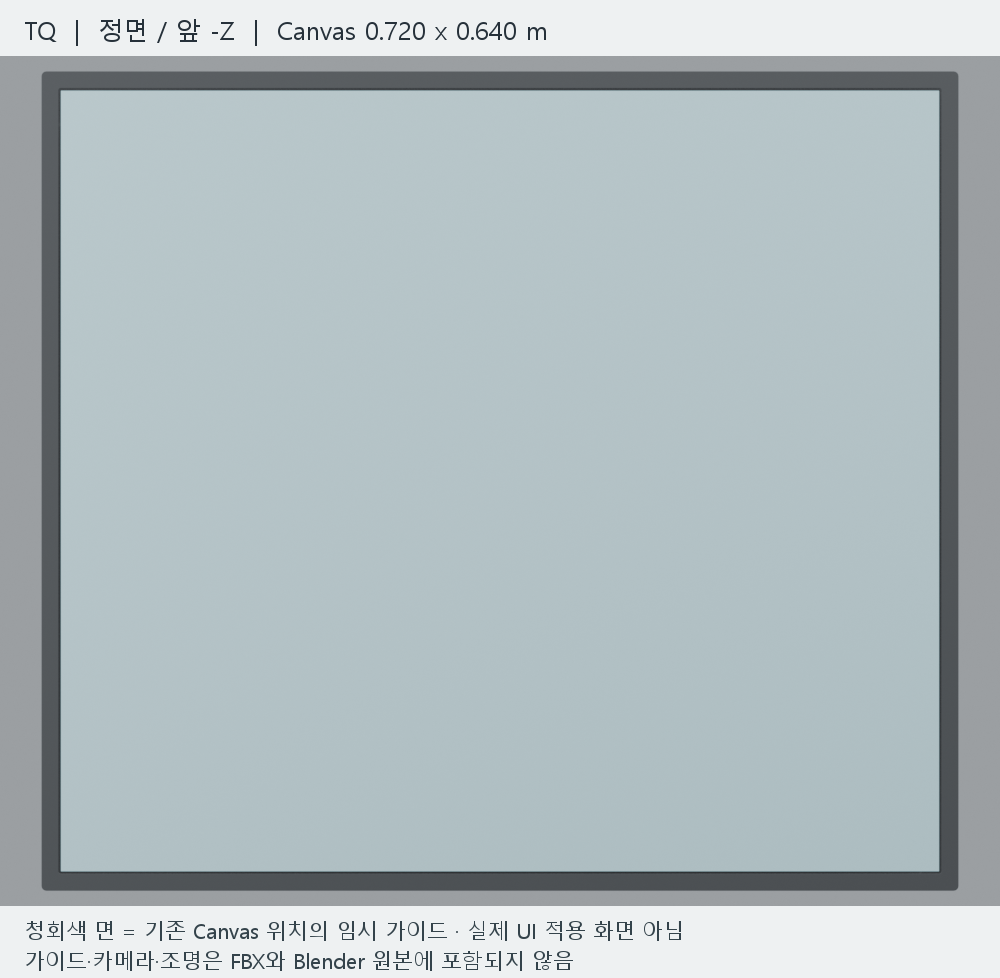 TQ | 정면 / 앞 -Z | Canvas 0.720 x 0.640 m
청회색 면 = 기존 Canvas 위치의 임시 가이드 · 실제 UI 적용 화면 아님
가이드·카메라·조명은 FBX와 Blender 원본에 포함되지 않음